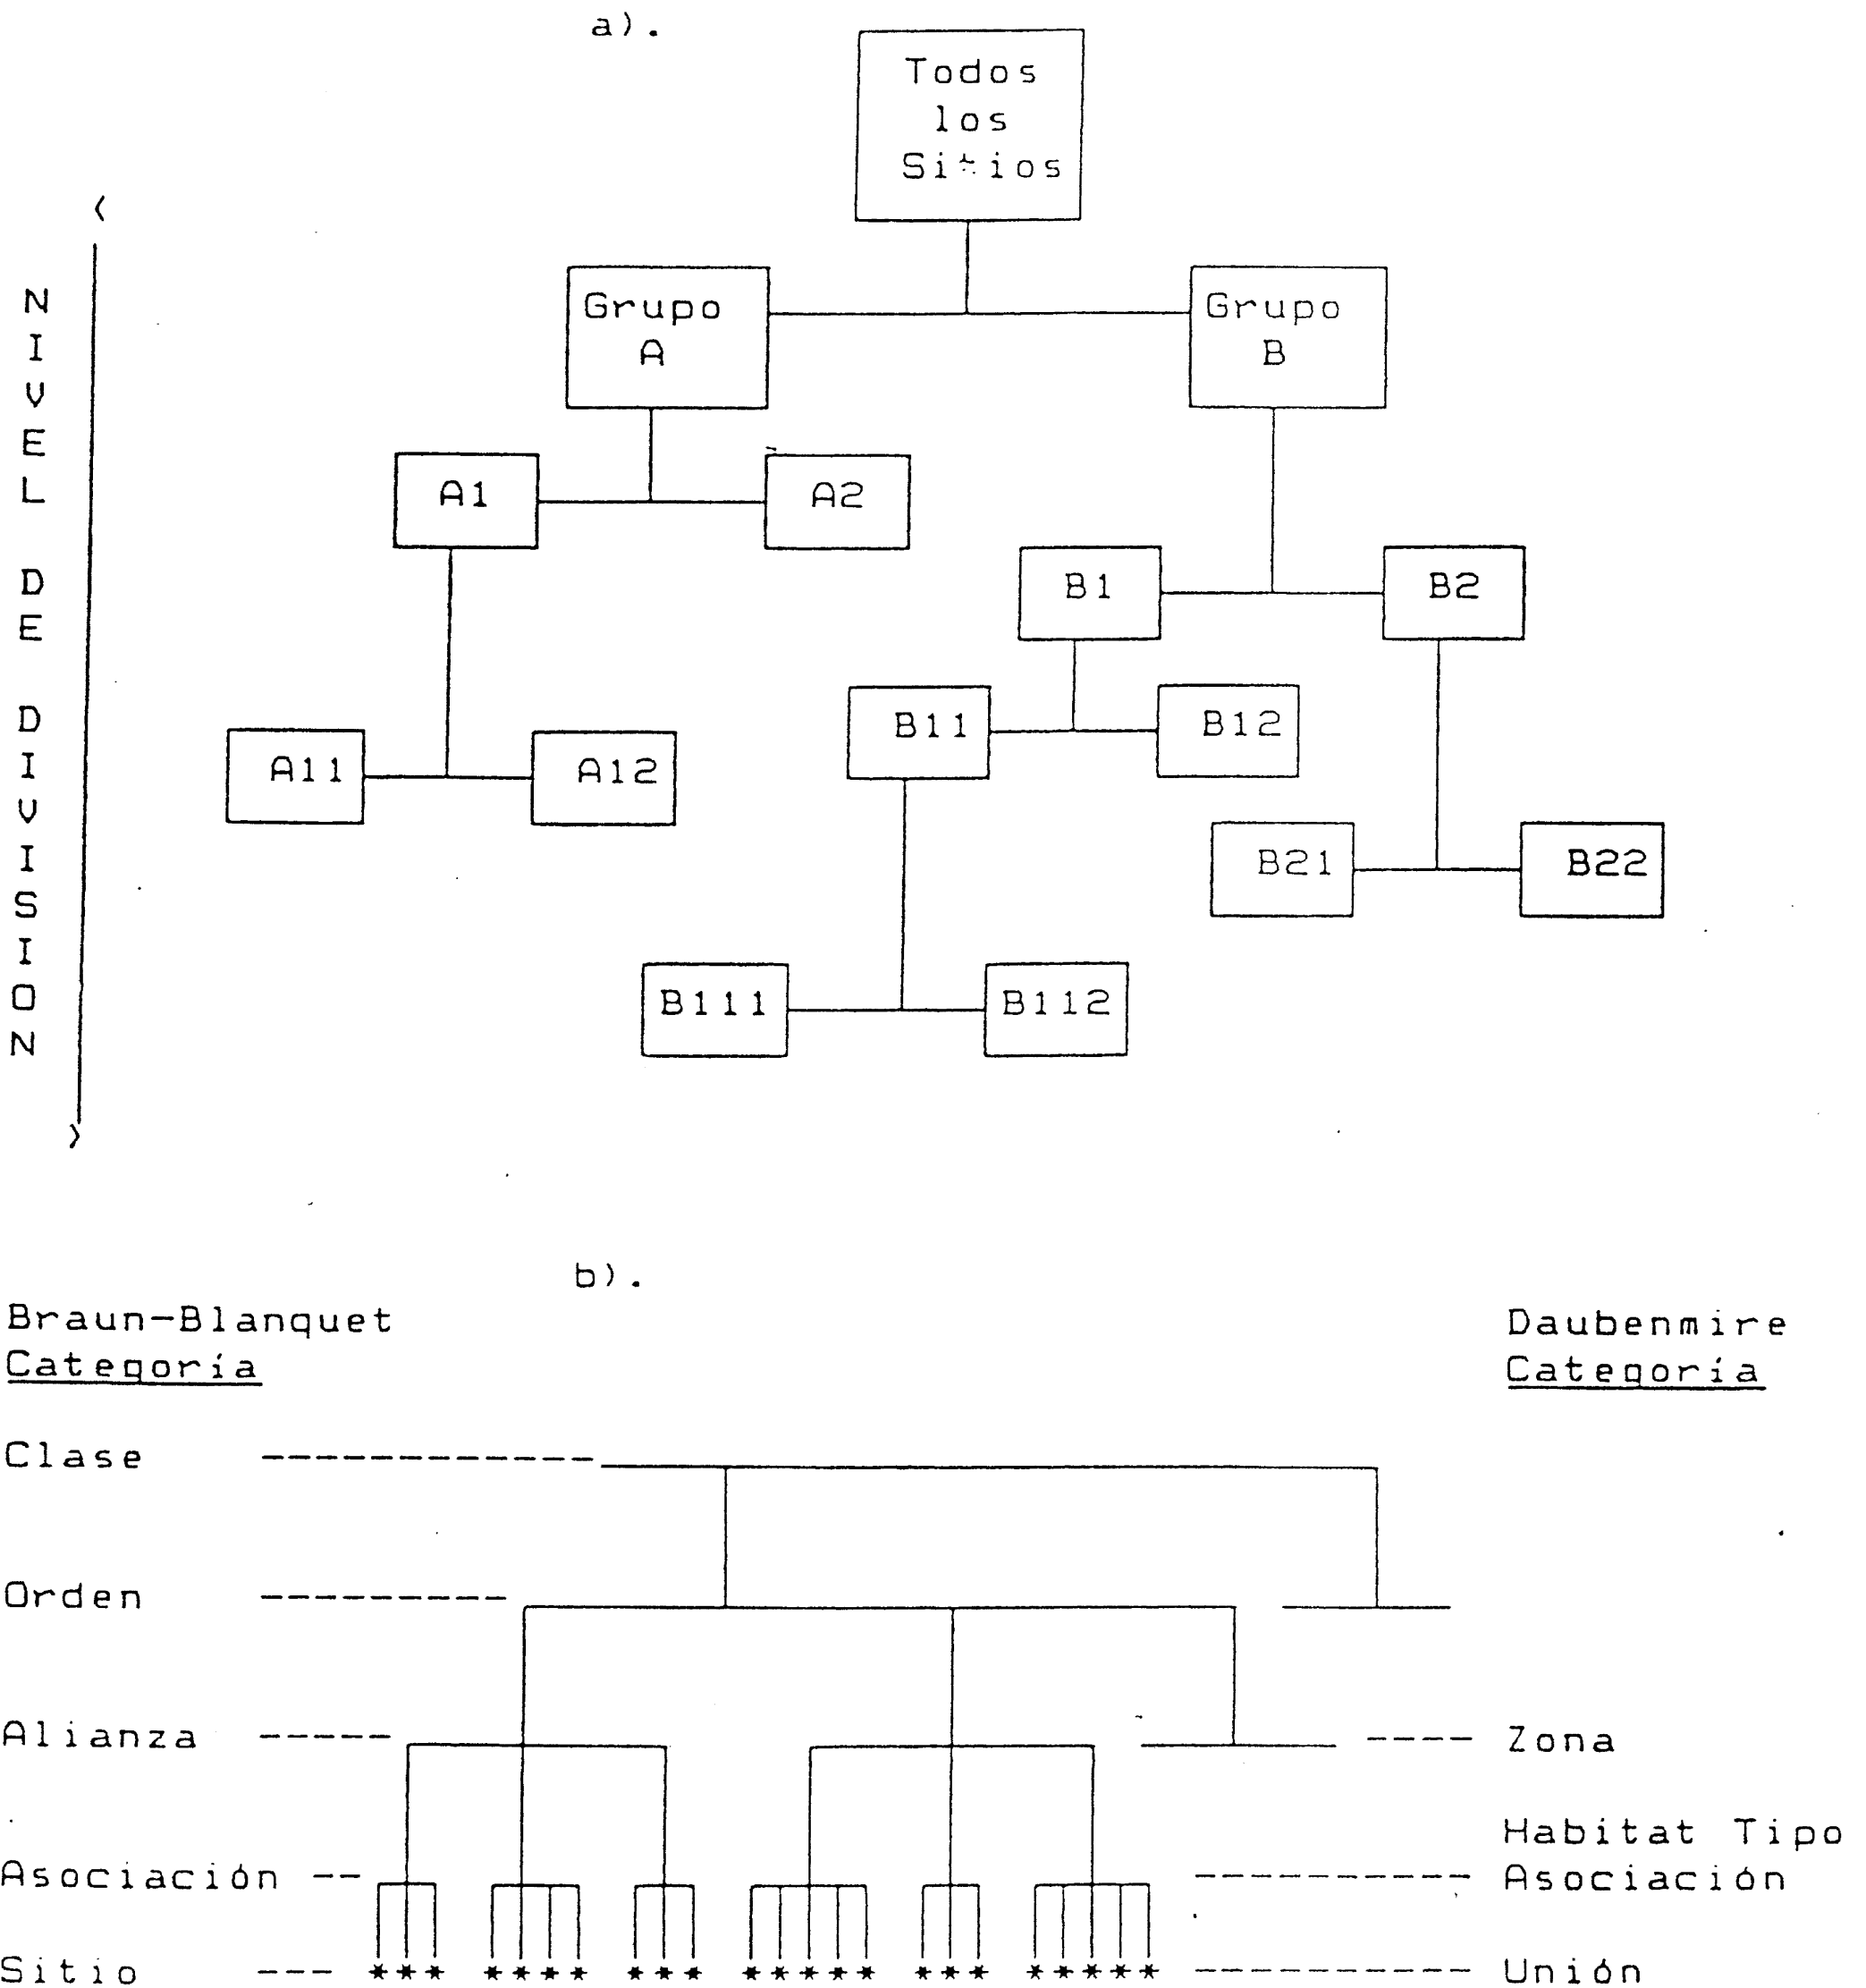 a).
Todos
los
Sitios
<
NIVEL DE DIVISION
>
Grupo
A
Grupo
B
A1
A2
B1
B2
B11
B12
A11
A12
B21
B22
B111
B112
b).
Braun-Blanquet
Categoría
Daubenmire
Categoría
Clase ------------
Orden ---------
Alianza ----- ---- Zona
Habitat Tipo
Asociación -- ---------- Asociación
Sitio --- *** **** *** ***** *** ***** ---------- Unión